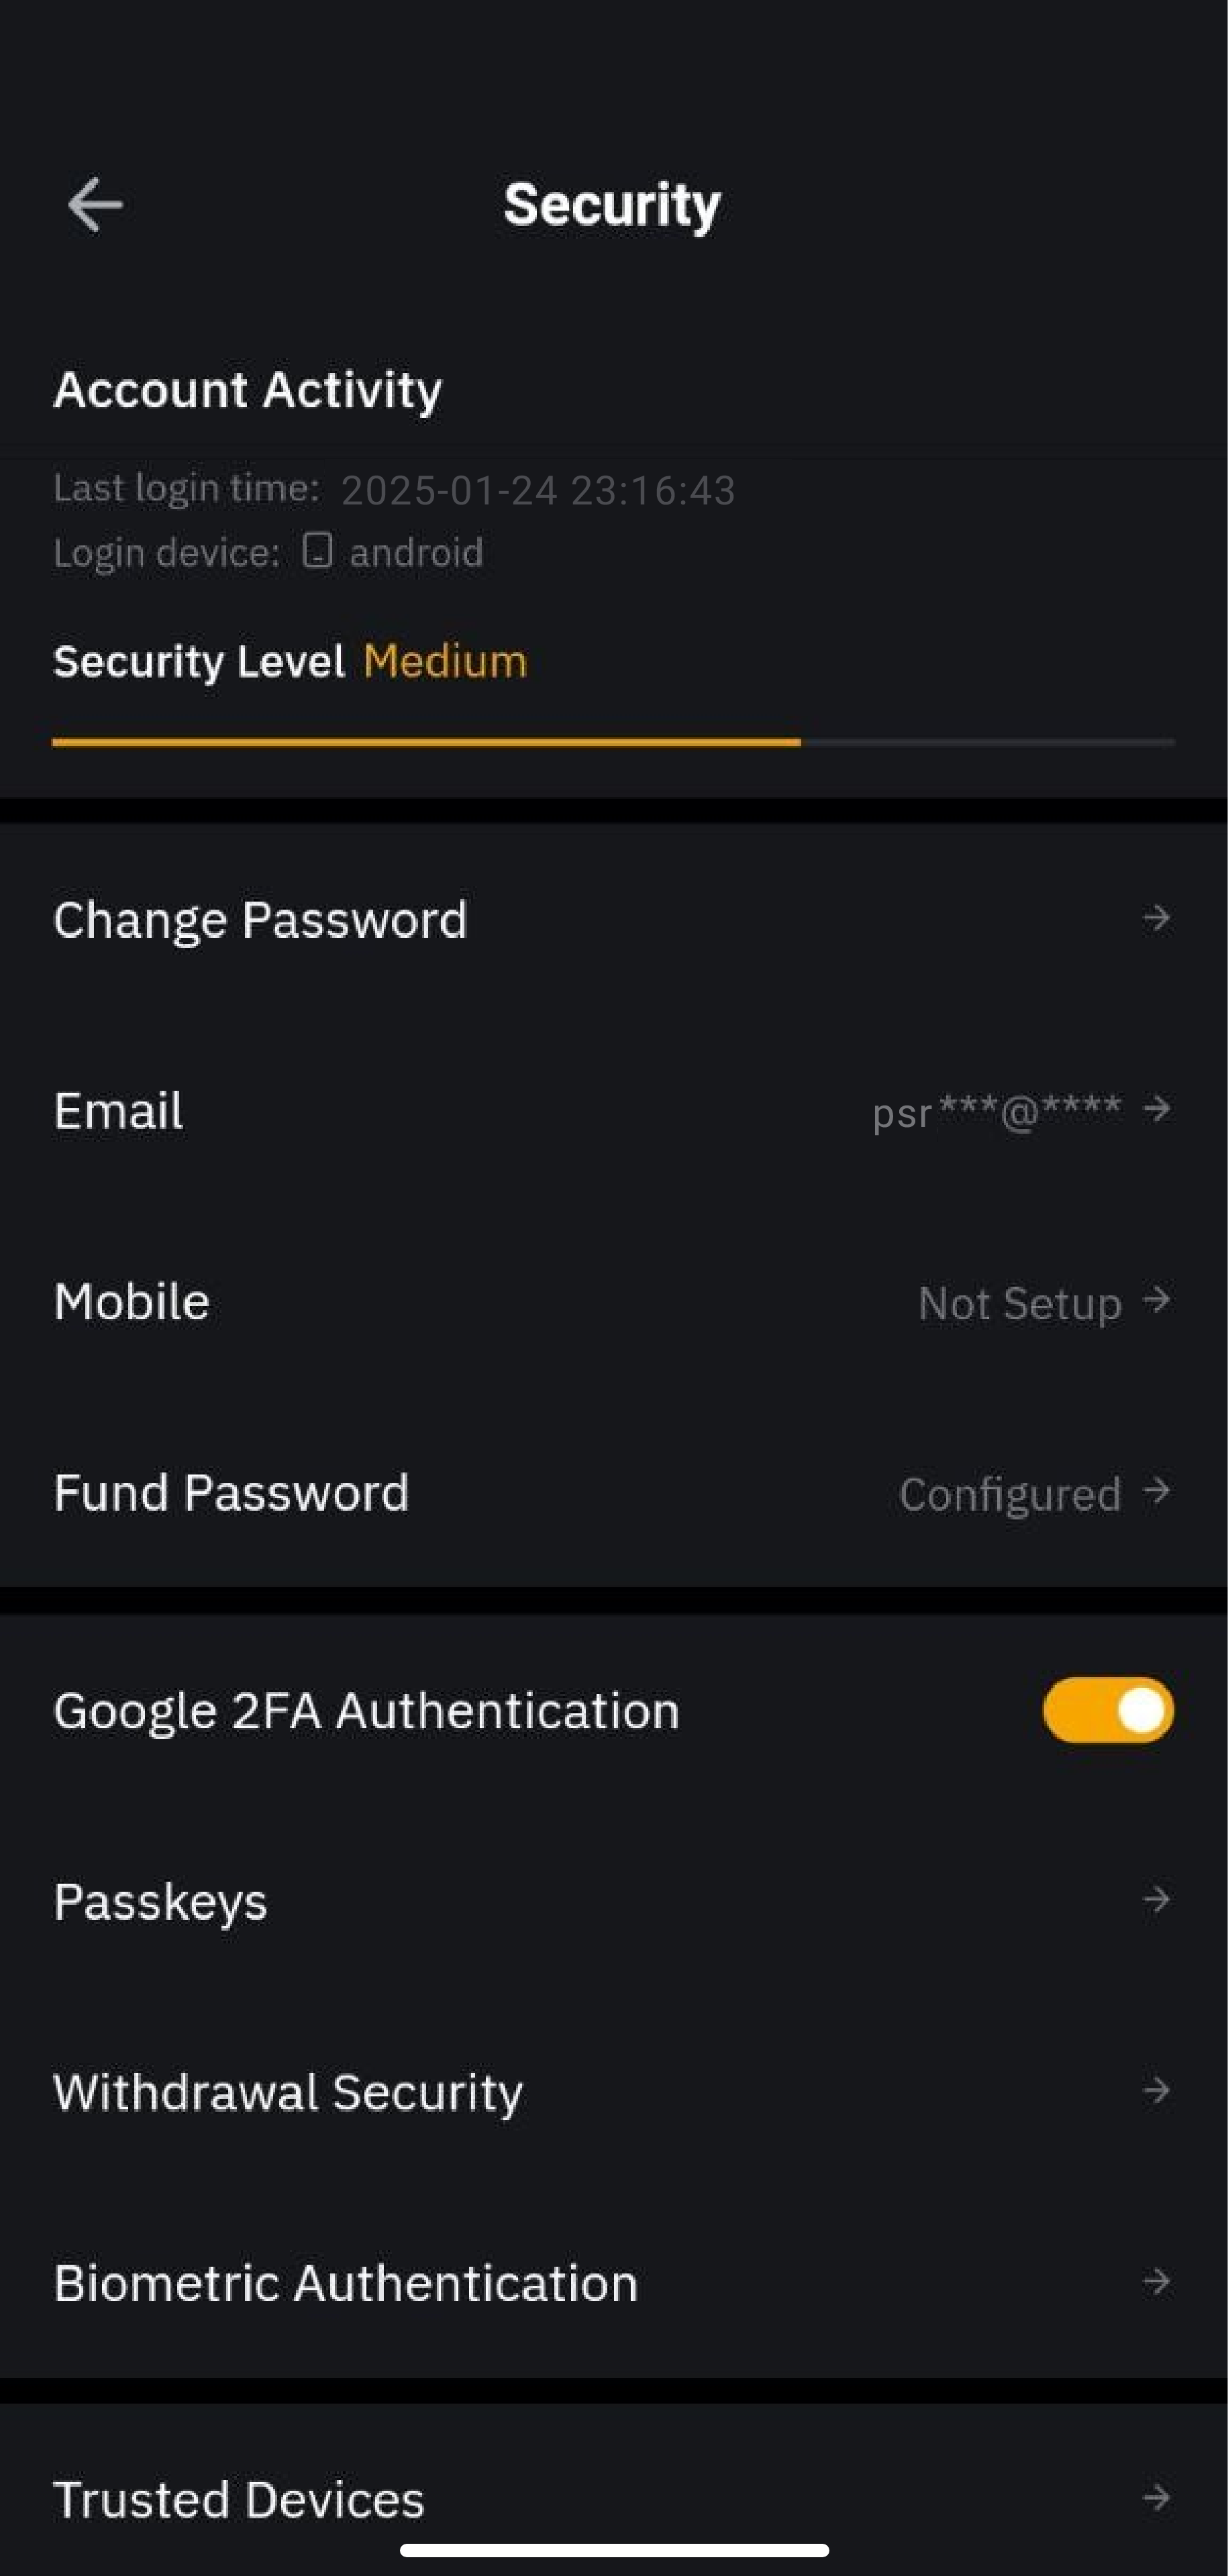 Security
Account Activity
Last login time: 2025-01-24 23:16:43
Login device: android
Security Level Medium
Change Password
Email psr***@****
Mobile Not Setup
Fund Password Configured
Google 2FA Authentication
Passkeys
Withdrawal Security
Biometric Authentication
Trusted Devices